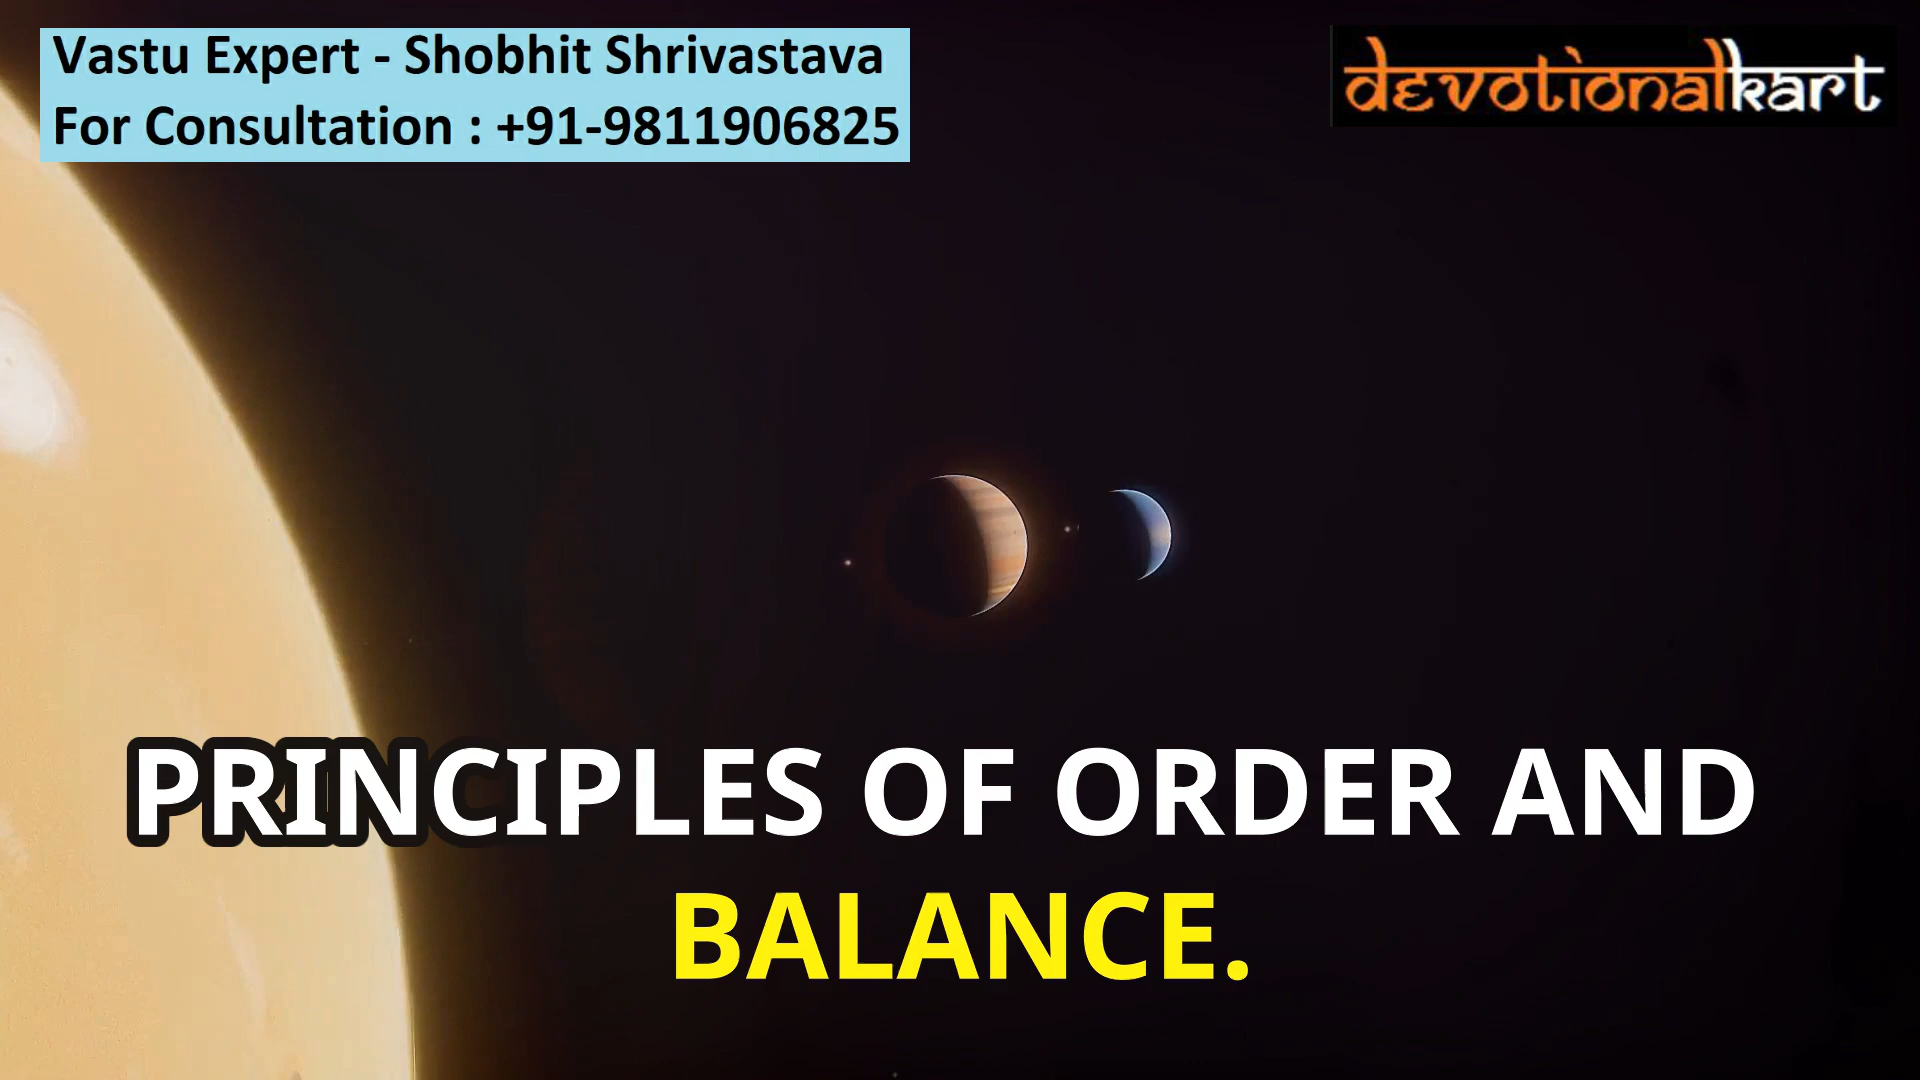 Vastu Expert - Shobhit Shrivastava
For Consultation : +91-9811906825
devotionalkart
PRINCIPLES OF ORDER AND
BALANCE.